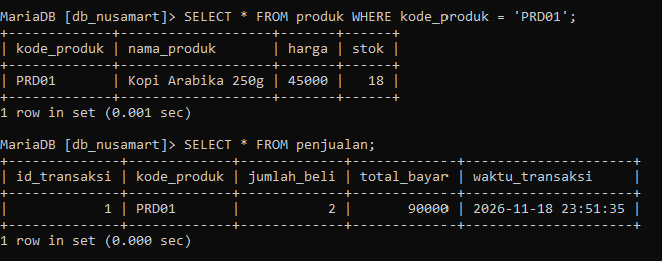 MariaDB [db_nusamart]> SELECT * FROM produk WHERE kode_produk = 'PRD01';
+-------------+-------------------+-------+------+
| kode_produk | nama_produk       | harga | stok |
+-------------+-------------------+-------+------+
| PRD01       | Kopi Arabika 250g | 45000 |   18 |
+-------------+-------------------+-------+------+
1 row in set (0.001 sec)

MariaDB [db_nusamart]> SELECT * FROM penjualan;
+--------------+-------------+-------------+-------------+---------------------+
| id_transaksi | kode_produk | jumlah_beli | total_bayar | waktu_transaksi     |
+--------------+-------------+-------------+-------------+---------------------+
|            1 | PRD01       |           2 |       90000 | 2026-11-18 23:51:35 |
+--------------+-------------+-------------+-------------+---------------------+
1 row in set (0.000 sec)